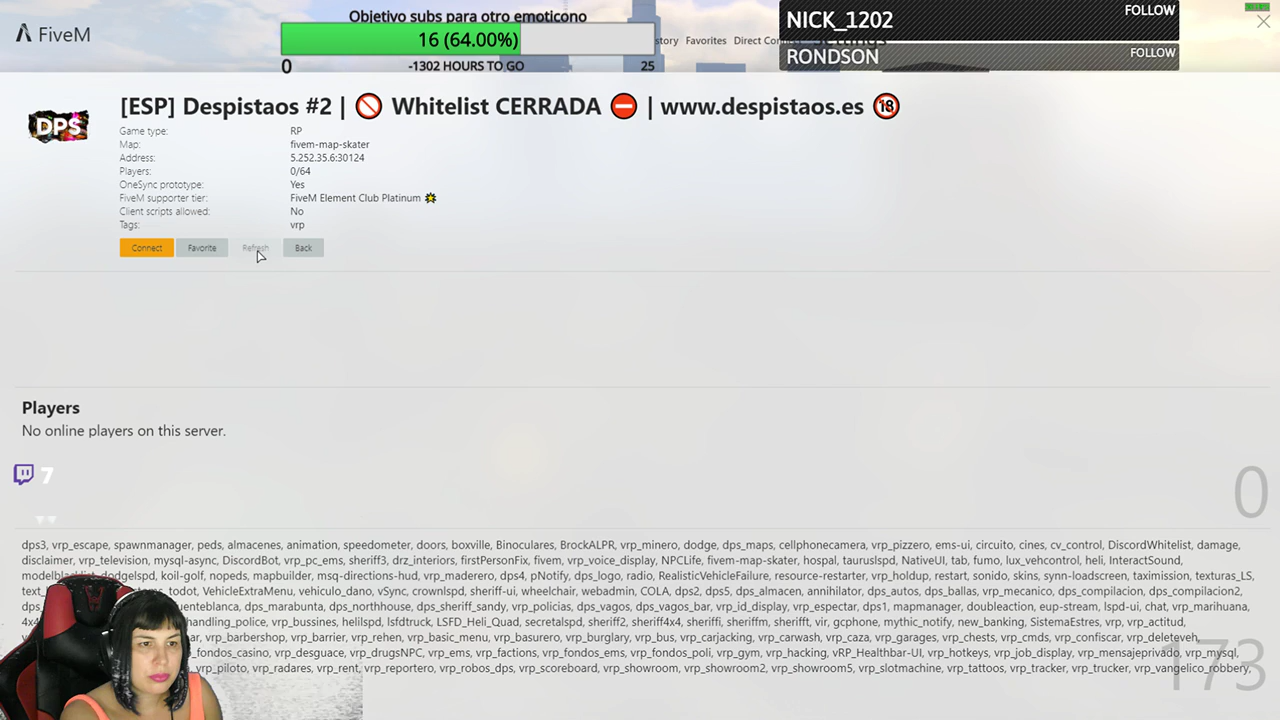 FiveM
Objetivo subs para otro emoticono
16 (64.00%)
0
-1302 HOURS TO GO
25
story Favorites Direct
NICK_1202
FOLLOW
RONDSON
FOLLOW
DPS
[ESP] Despistaos #2 | 🚫 Whitelist CERRADA ⛔ | www.despistaos.es 🔞
Game type: RP
Map: fivem-map-skater
Address: 5.252.35.6:30124
Players: 0/64
OneSync prototype: Yes
FiveM supporter tier: FiveM Element Club Platinum
Client scripts allowed: No
Tags: vrp
Connect Favorite Refresh Back
Players
No online players on this server.
7
0
dps3, vrp_escape, spawnmanager, peds, almacenes, animation, speedometer, doors, boxville, Binoculares, BrockALPR, vrp_minero, dodge, dps_maps, cellphonecamera, vrp_pizzero, ems-ui, circuito, cines, cv_control, DiscordWhitelist, damage,
disclaimer, vrp_television, mysql-async, DiscordBot, vrp_pc_ems, sheriff3, drz_interiors, firstPersonFix, fivem, vrp_voice_display, NPCLife, fivem-map-skater, hospal, tauruslspd, NativeUI, tab, fumo, lux_vehcontrol, heli, InteractSound,
dodgelspd, koil-golf, nopeds, mapbuilder, msq-directions-hud, vrp_maderero, dps4, pNotify, dps_logo, radio, RealisticVehicleFailure, resource-restarter, vrp_holdup, restart, sonido, skins, synn-loadscreen, taximission, texturas_LS,
todot, VehicleExtraMenu, vehiculo_dano, vSync, crownlspd, sheriff-ui, wheelchair, webadmin, COLA, dps2, dps5, dps_alman, annihilator, dps_autos, dps_ballas, vrp_mecanico, dps_compilacion, dps_compilacion2,
dps_marabunta, dps_northhouse, dps_sheriff_sandy, vrp_policias, dps_vagos, dps_vagos_bar, vrp_id_display, vrp_espectar, dps1, mapmanager, doubleaction, eup-stream, lspd-ui, chat, vrp_marihuana,
handling_police, vrp_bussines, helilspd, lsfdtruck, LSFD_Heli_Quad, secretalspd, sheriff2, sheriff4x4, sheriffi, sheriffm, sherifft, vir, gcphone, mythic_notify, new_banking, SistemaEstres, vrp, vrp_actitud,
vrp_barbershop, vrp_barrier, vrp_rehen, vrp_basic_menu, vrp_basurero, vrp_burglary, vrp_bus, vrp_carjacking, vrp_carwash, vrp_caza, vrp_garages, vrp_chests, vrp_cmds, vrp_confiscar, vrp_deleteveh,
vrp_desguace, vrp_drugsNPC, vrp_ems, vrp_factions, vrp_fondos_ems, vrp_fondos_poli, vrp_gym, vrp_hacking, vRP_Healthbar-UI, vrp_hotkeys, vrp_job_display, vrp_mensajeprivado, vrp_mysql,
vrp_piloto, vrp_radares, vrp_rent, vrp_reportero, vrp_robos_dps, vrp_scoreboard, vrp_showroom, vrp_showroom2, vrp_showroom5, vrp_slotmachine, vrp_tattoos, vrp_tracker, vrp_trucker, vrp_vangelico_robbery,
173